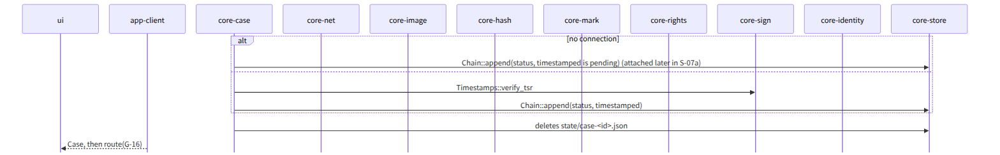 ui
app-client
core-case
core-net
core-image
core-hash
core-mark
core-rights
core-sign
core-identity
core-store
alt
[no connection]
Chain::append(status, timestamped is pending) (attached later in S-07a)
Timestamps::verify_tsr
Chain::append(status, timestamped)
deletes state/case-<id>.json
Case, then route(G-16)